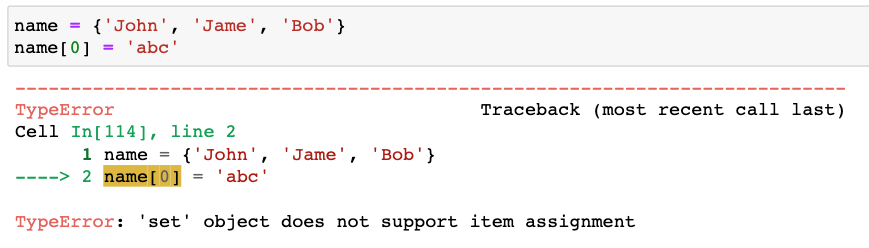 name = {'John', 'Jame', 'Bob'}
name[0] = 'abc'
---------------------------------------------------------------------------
TypeError                                 Traceback (most recent call last)
Cell In[114], line 2
      1 name = {'John', 'Jame', 'Bob'}
----> 2 name[0] = 'abc'
TypeError: 'set' object does not support item assignment